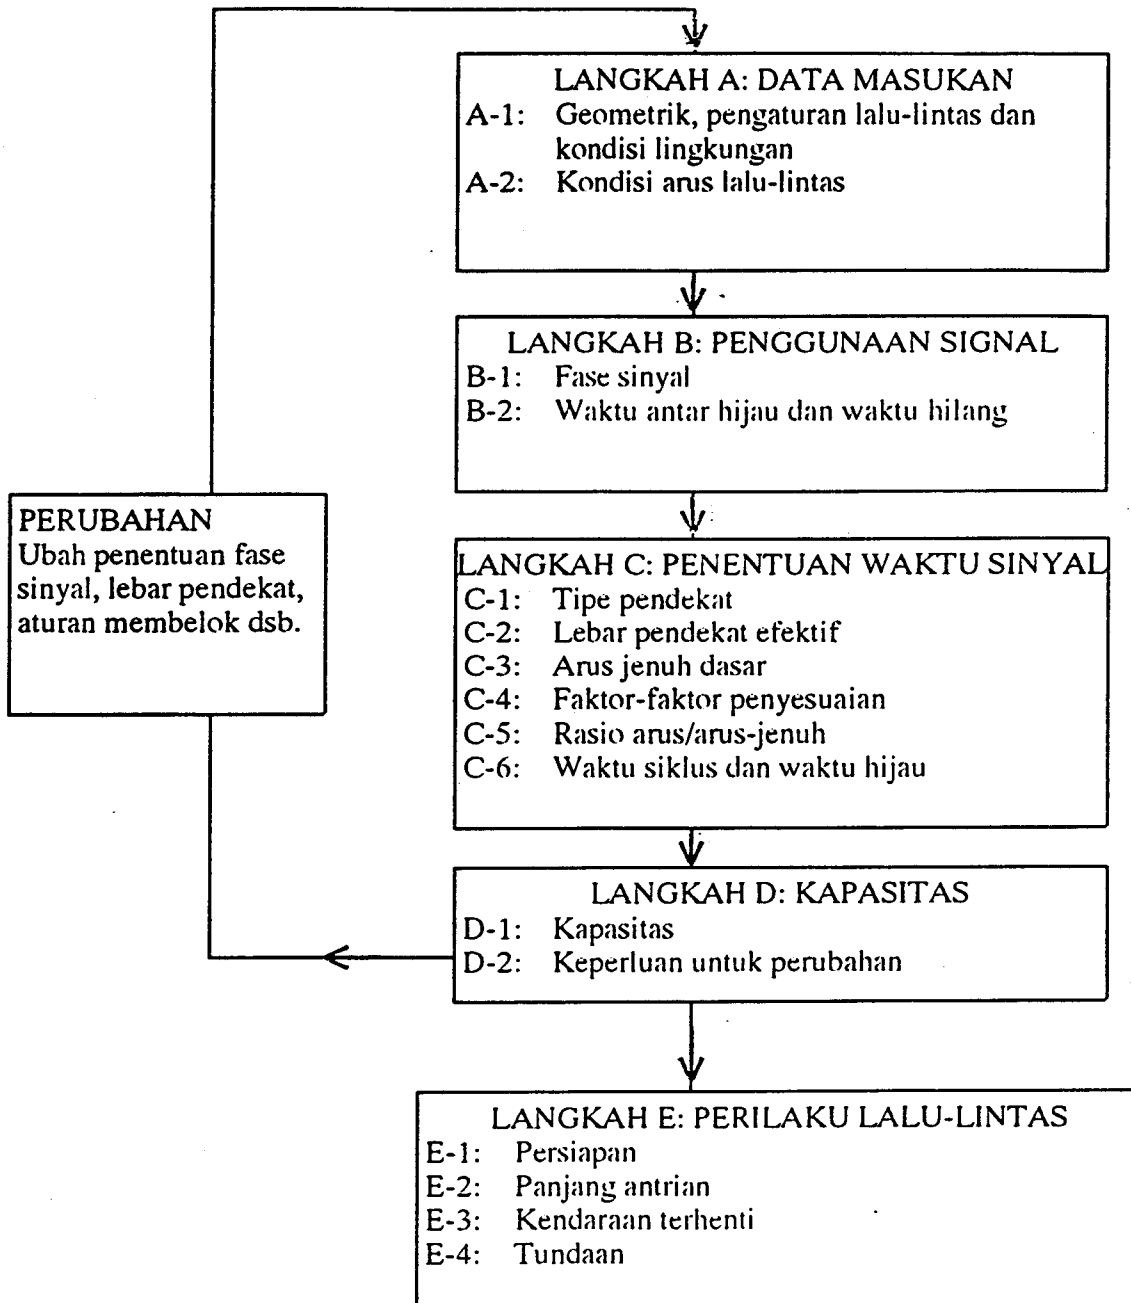 LANGKAH A: DATA MASUKAN
A-1: Geometrik, pengaturan lalu-lintas dan
kondisi lingkungan
A-2: Kondisi arus lalu-lintas
LANGKAH B: PENGGUNAAN SIGNAL
B-1: Fase sinyal
B-2: Waktu antar hijau dan waktu hilang
PERUBAHAN
Ubah penentuan fase
sinyal, lebar pendekat,
aturan membelok dsb.
LANGKAH C: PENENTUAN WAKTU SINYAL
C-1: Tipe pendekat
C-2: Lebar pendekat efektif
C-3: Arus jenuh dasar
C-4: Faktor-faktor penyesuaian
C-5: Rasio arus/arus-jenuh
C-6: Waktu siklus dan waktu hijau
LANGKAH D: KAPASITAS
D-1: Kapasitas
D-2: Keperluan untuk perubahan
LANGKAH E: PERILAKU LALU-LINTAS
E-1: Persiapan
E-2: Panjang antrian
E-3: Kendaraan terhenti
E-4: Tundaan